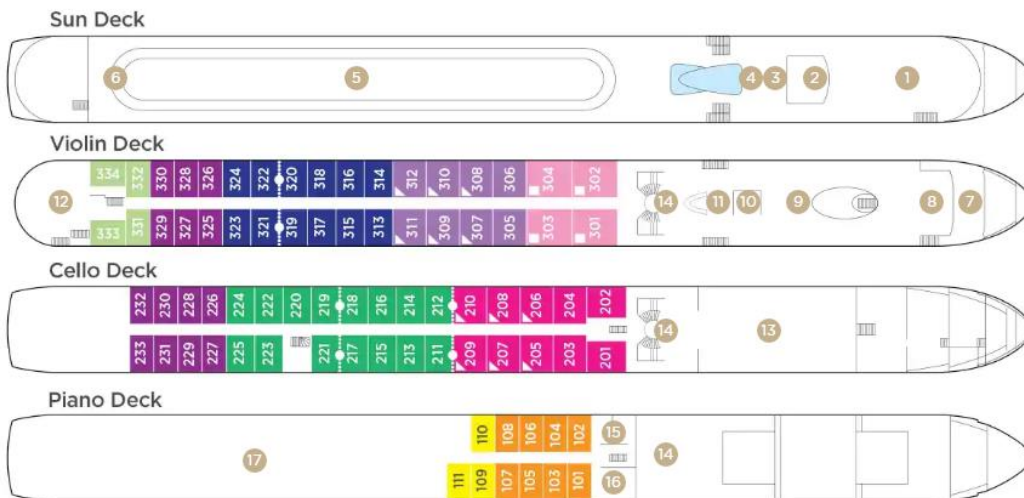 Sun Deck
6 5 4 3 2 1
Violin Deck
334 332 330 328 326 324 322 320 318 316 314 312 310 308 306 304 302
12 14 11 10 9 8 7
333 331 329 327 325 323 321 319 317 315 313 311 309 307 305 303 301
Cello Deck
232 230 228 226 224 222 220 219 218 216 214 212 210 208 206 204 202
14 13
233 231 229 227 225 223 221 217 215 213 211 209 207 205 203 201
Piano Deck
110 108 106 104 102 15
17 14
111 109 107 105 103 101 16